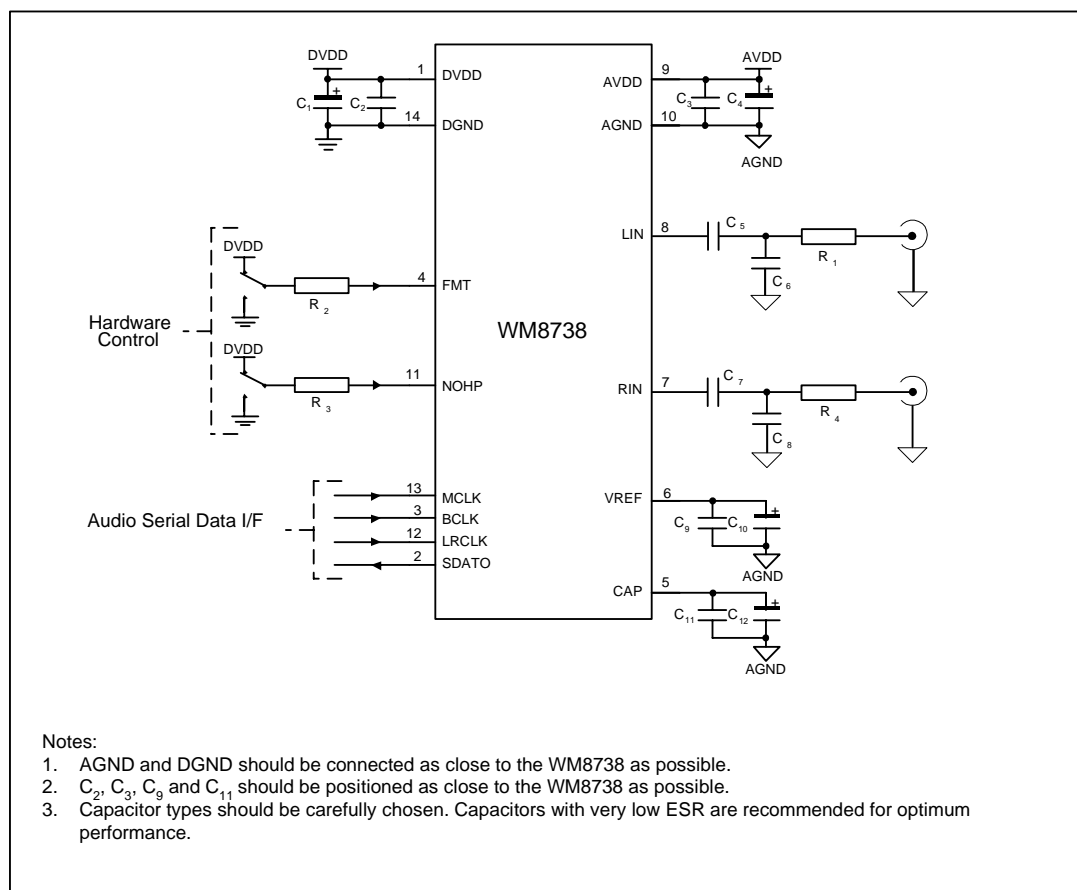 DVDD
AVDD
1
DVDD
9
AVDD
+
C1
C2
C3
C4
+
14
DGND
10
AGND
AGND
LIN
8
C5
R1
C6
DVDD
4
FMT
R2
Hardware
Control
WM8738
DVDD
11
NOHP
R3
RIN
7
C7
R4
C8
Audio Serial Data I/F
13
MCLK
3
BCLK
12
LRCLK
2
SDATO
VREF
6
C9
C10
+
AGND
CAP
5
C11
C12
+
AGND
Notes:
1. AGND and DGND should be connected as close to the WM8738 as possible.
2. C2, C3, C9 and C11 should be positioned as close to the WM8738 as possible.
3. Capacitor types should be carefully chosen. Capacitors with very low ESR are recommended for optimum
performance.